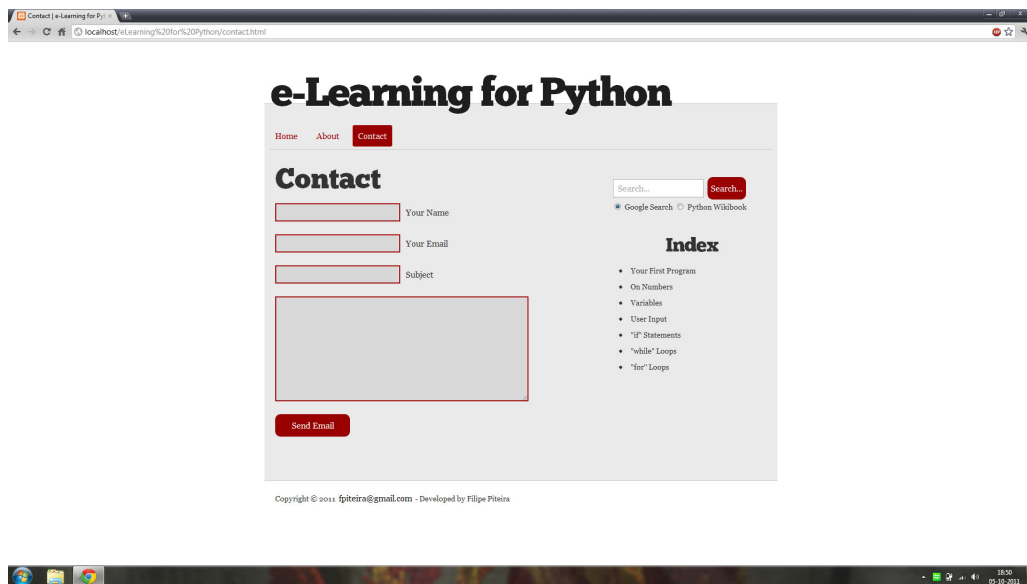 Contact | e-Learning for Pyt
localhost/eLearning%20for%20Python/contact.html
e-Learning for Python
Home About Contact
Contact
Search... Search...
Google Search Python Wikibook
Your Name
Your Email
Subject
Send Email
Index
Your First Program
On Numbers
Variables
User Input
"if" Statements
"while" Loops
"for" Loops
Copyright © 2011 fpiteira@gmail.com - Developed by Filipe Piteira
18:50
05-10-2011